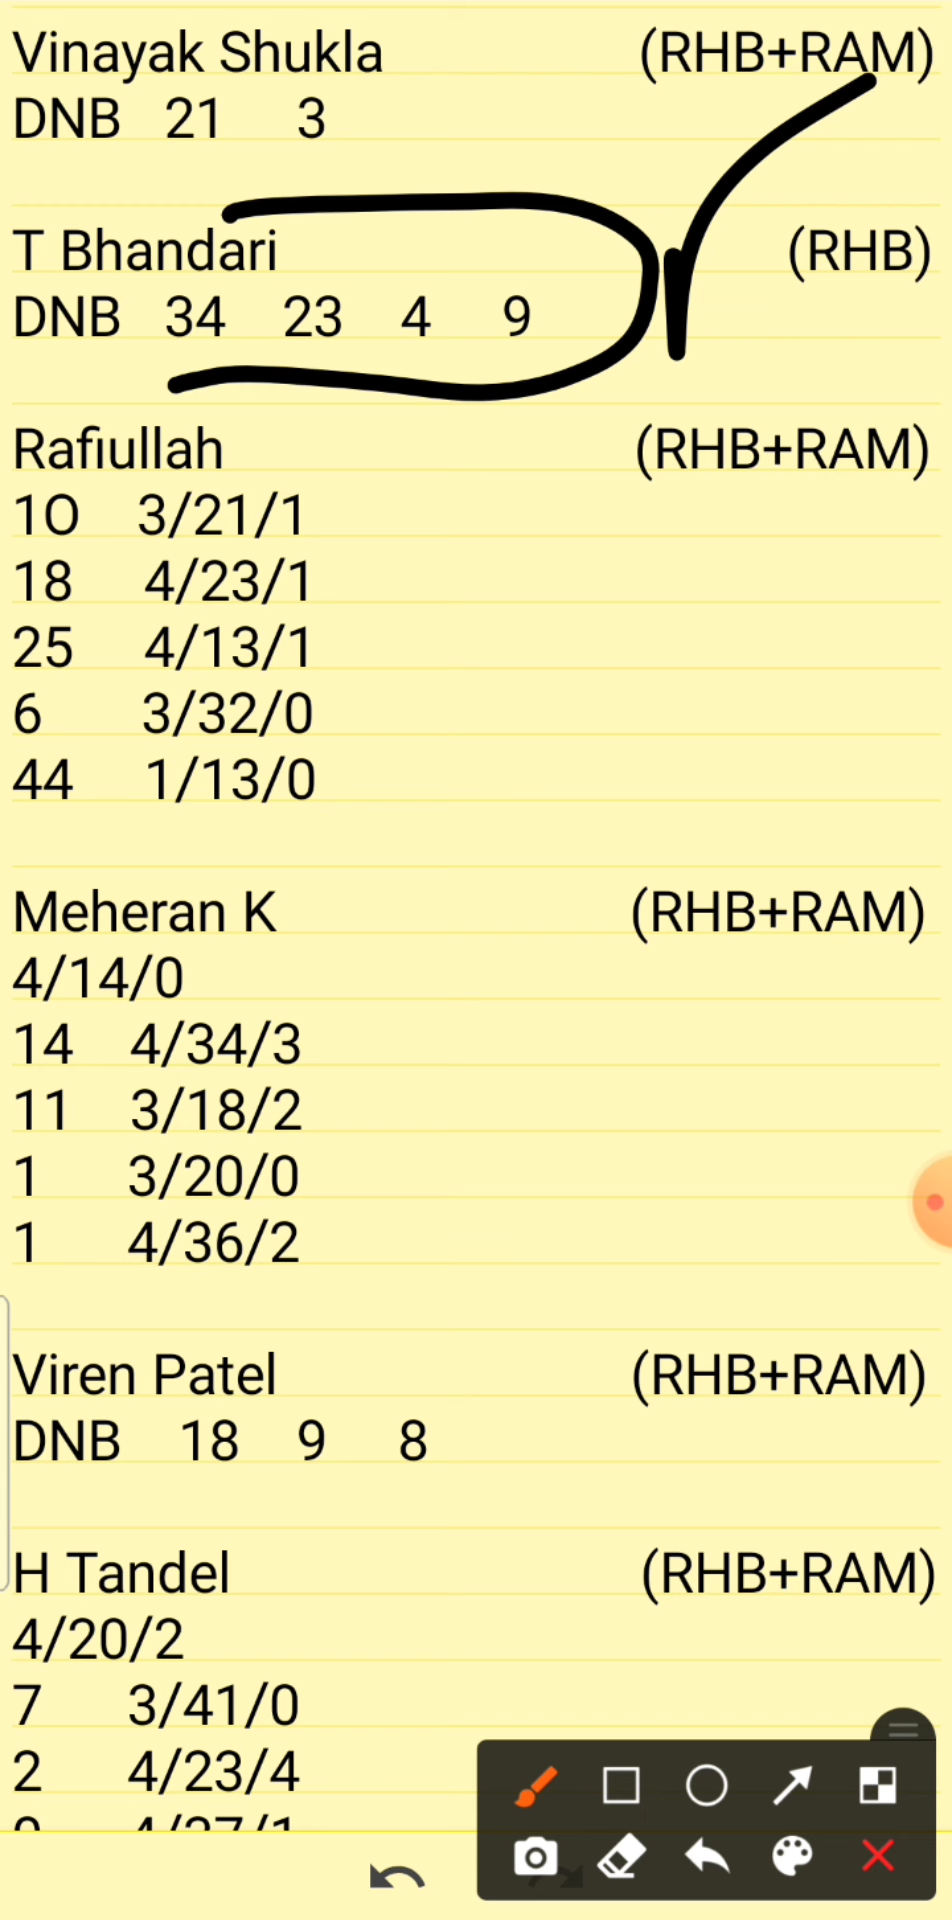 Vinayak Shukla (RHB+RAM)
DNB 21 3
T Bhandari (RHB)
DNB 34 23 4 9
Rafiullah (RHB+RAM)
10 3/21/1
18 4/23/1
25 4/13/1
6 3/32/0
44 1/13/0
Meheran K (RHB+RAM)
4/14/0
14 4/34/3
11 3/18/2
1 3/20/0
1 4/36/2
Viren Patel (RHB+RAM)
DNB 18 9 8
H Tandel (RHB+RAM)
4/20/2
7 3/41/0
2 4/23/4